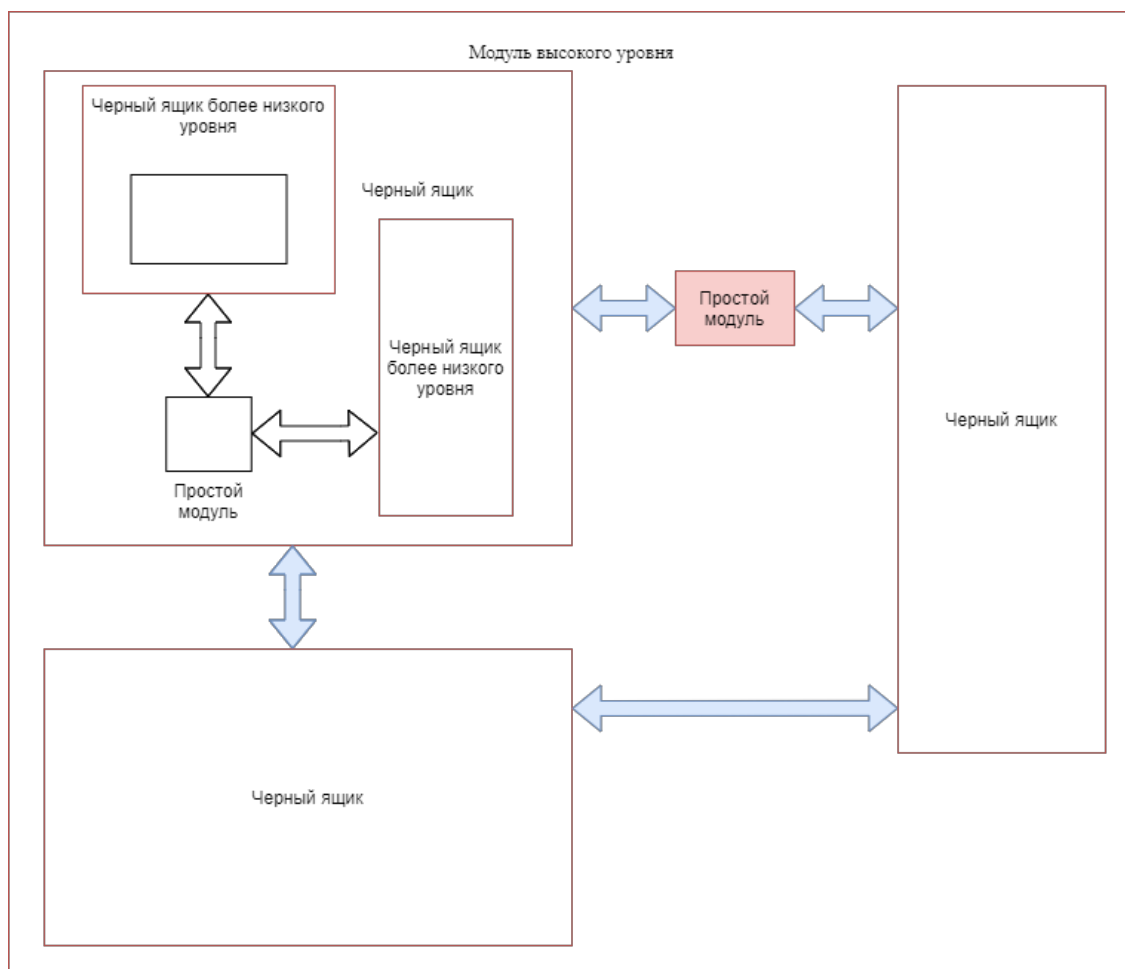 Модуль высокого уровня
Черный ящик более низкого
уровня
Черный ящик
Простой
модуль
Черный ящик
более низкого
уровня
Черный ящик
Простой
модуль
Черный ящик